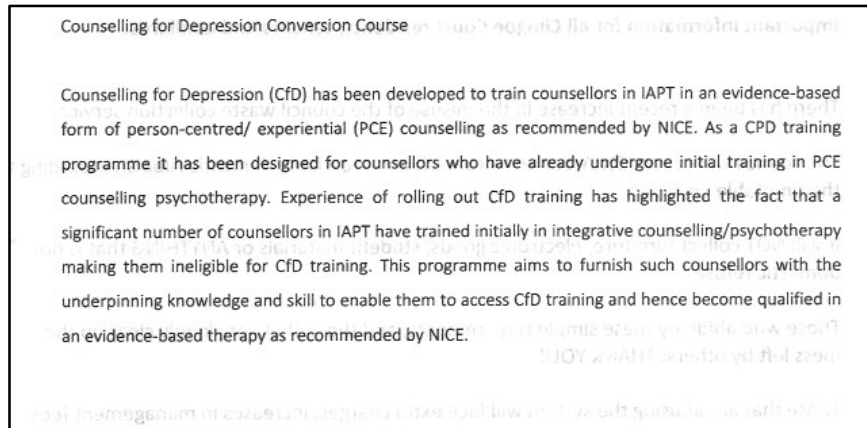 Counselling for Depression Conversion Course
Counselling for Depression (CfD) has been developed to train counsellors in IAPT in an evidence-based
form of person-centred/ experiential (PCE) counselling as recommended by NICE. As a CPD training
programme it has been designed for counsellors who have already undergone initial training in PCE
counselling psychotherapy. Experience of rolling out CfD training has highlighted the fact that a
significant number of counsellors in IAPT have trained initially in integrative counselling/psychotherapy
making them ineligible for CfD training. This programme aims to furnish such counsellors with the
underpinning knowledge and skill to enable them to access CfD training and hence become qualified in
an evidence-based therapy as recommended by NICE.